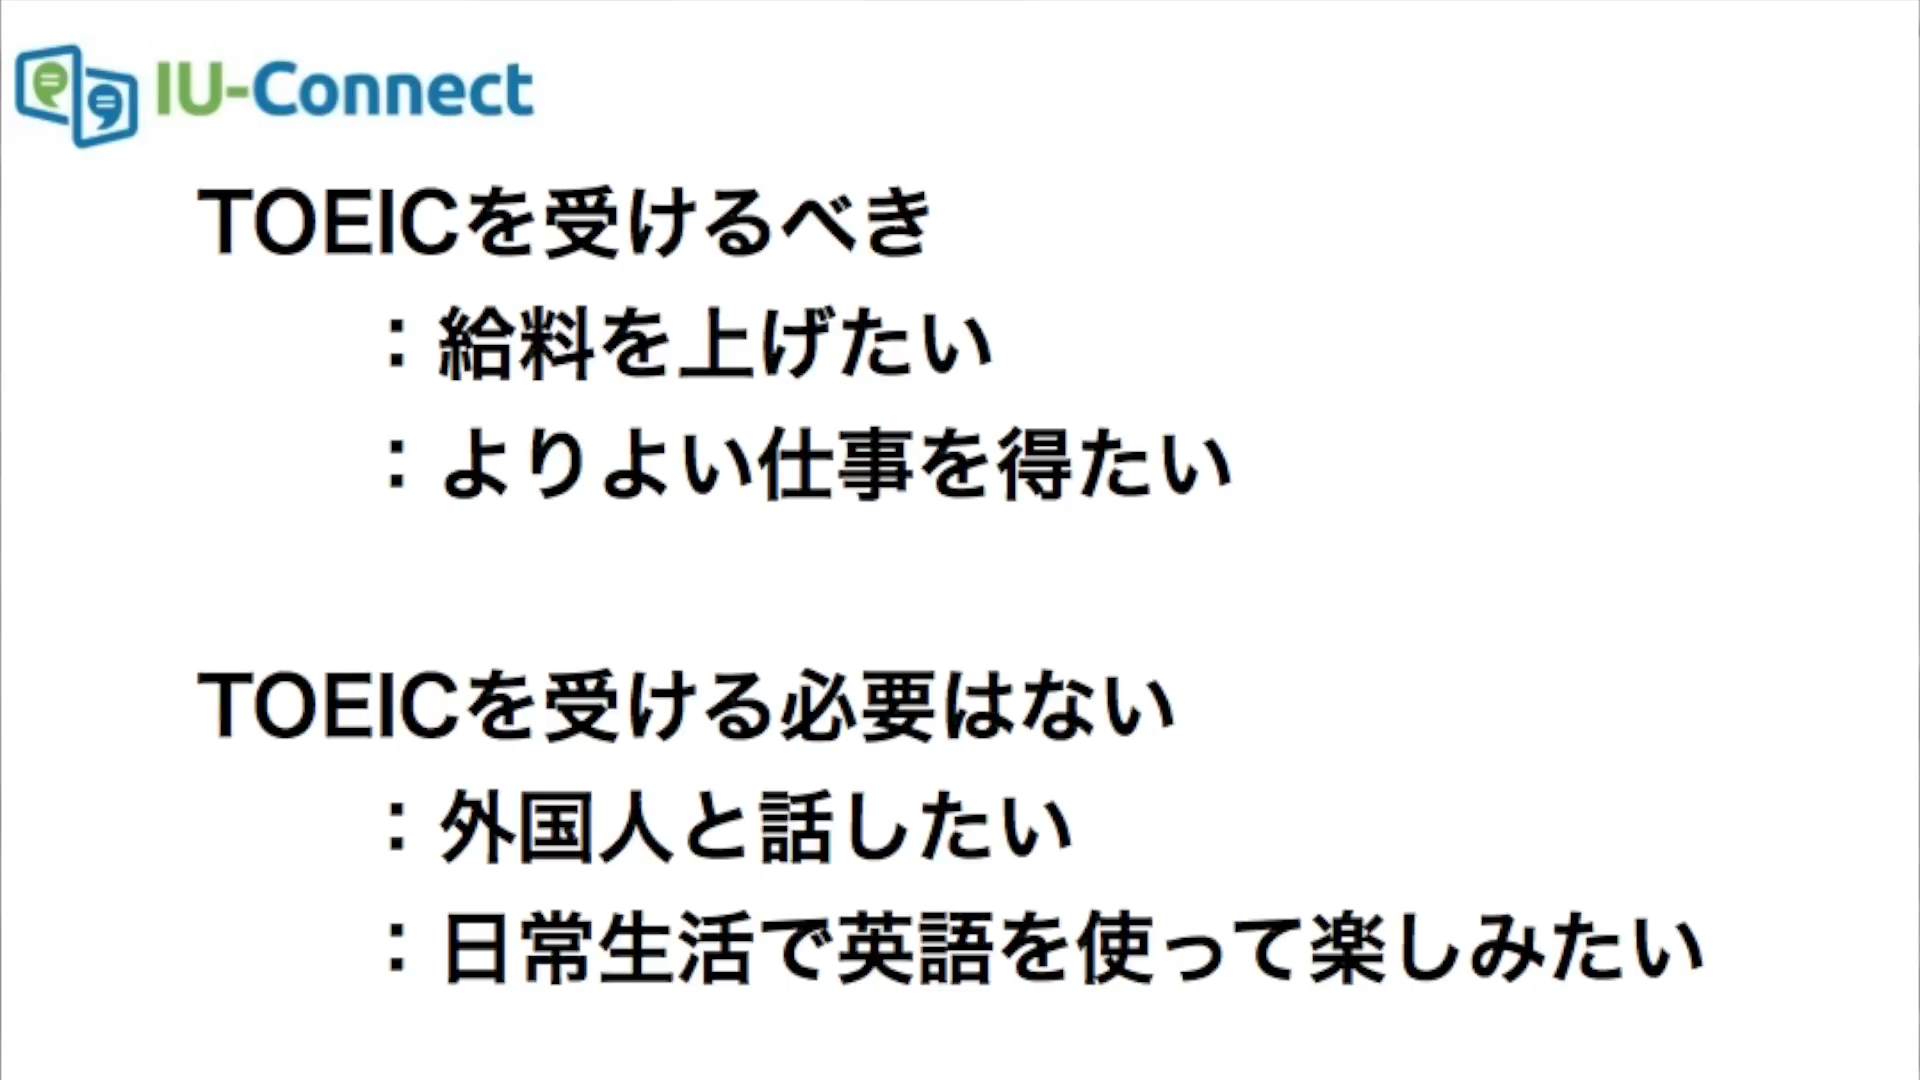 IU-Connect
TOEICを受けるべき
：給料を上げたい
：よりよい仕事を得たい
TOEICを受ける必要はない
：外国人と話したい
：日常生活で英語を使って楽しみたい